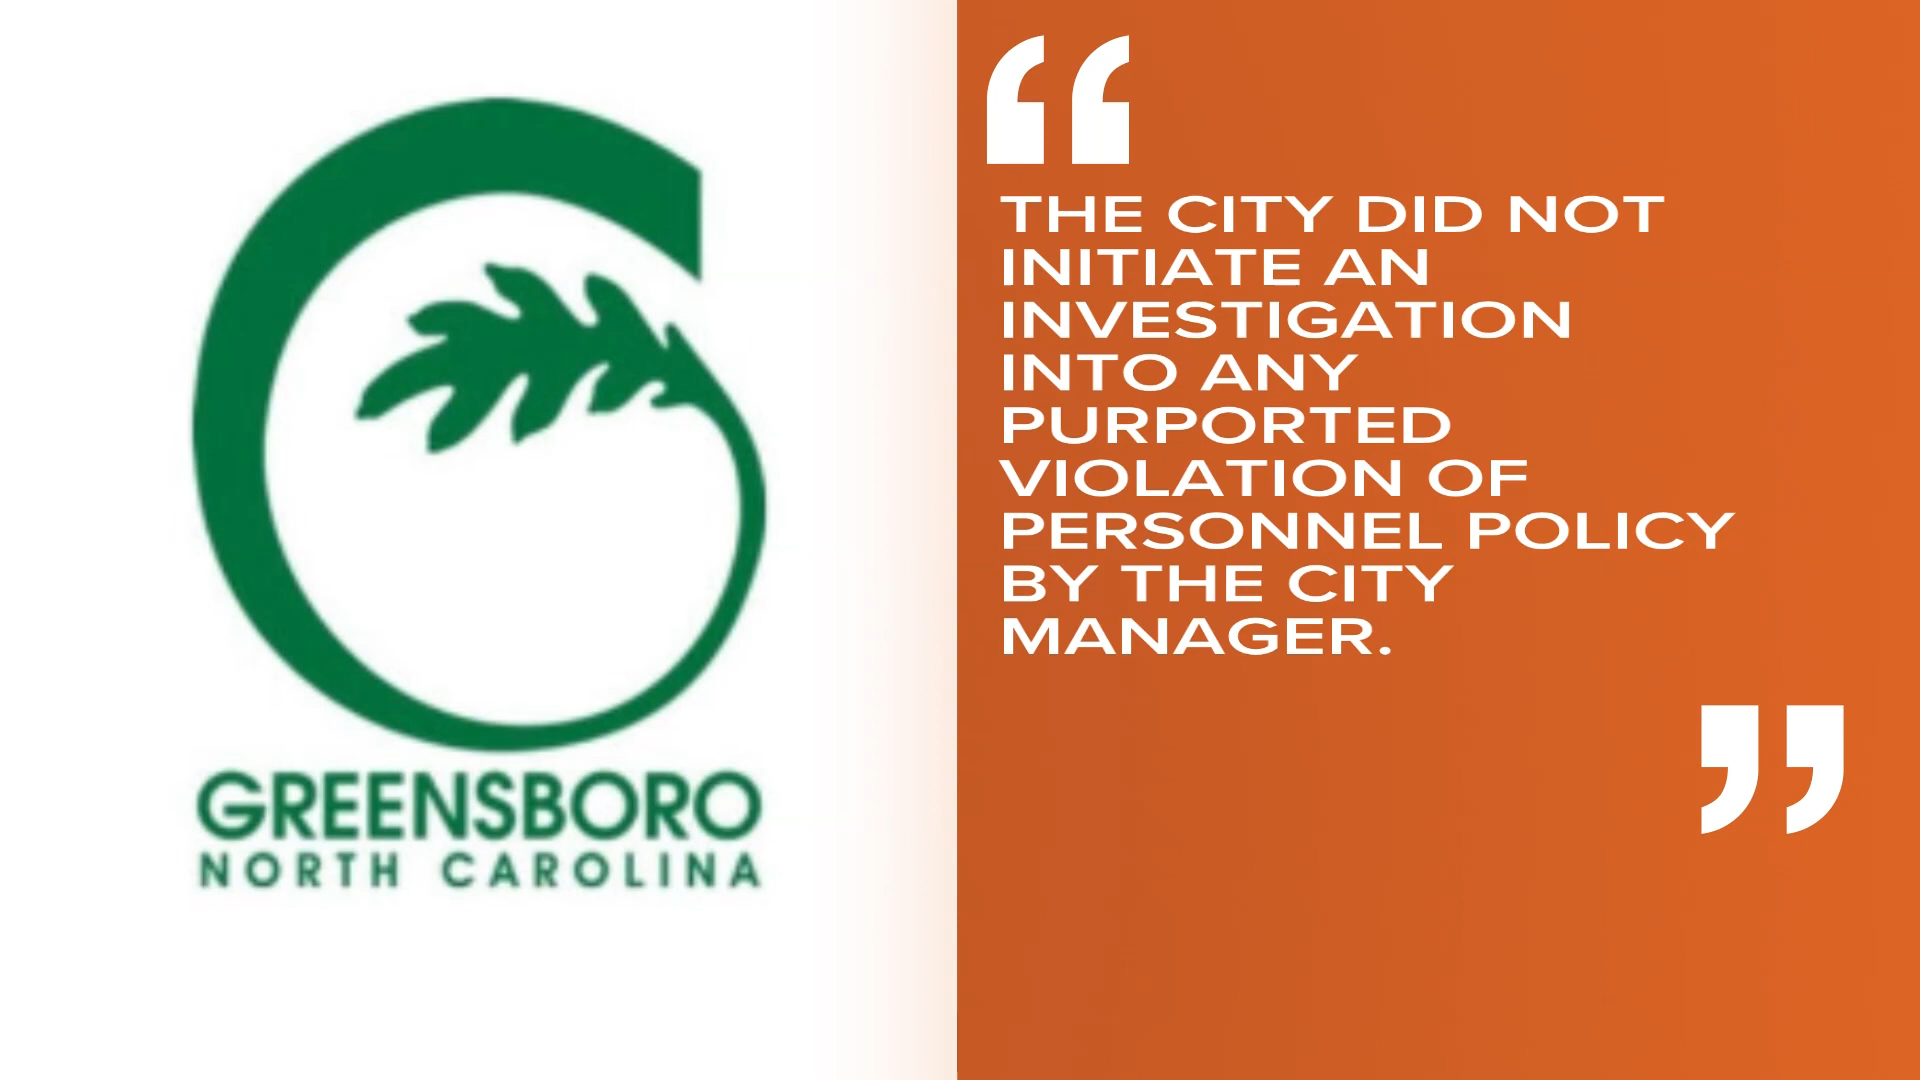 GREENSBORO
NORTH CAROLINA
“
THE CITY DID NOT
INITIATE AN
INVESTIGATION
INTO ANY
PURPORTED
VIOLATION OF
PERSONNEL POLICY
BY THE CITY
MANAGER.
”